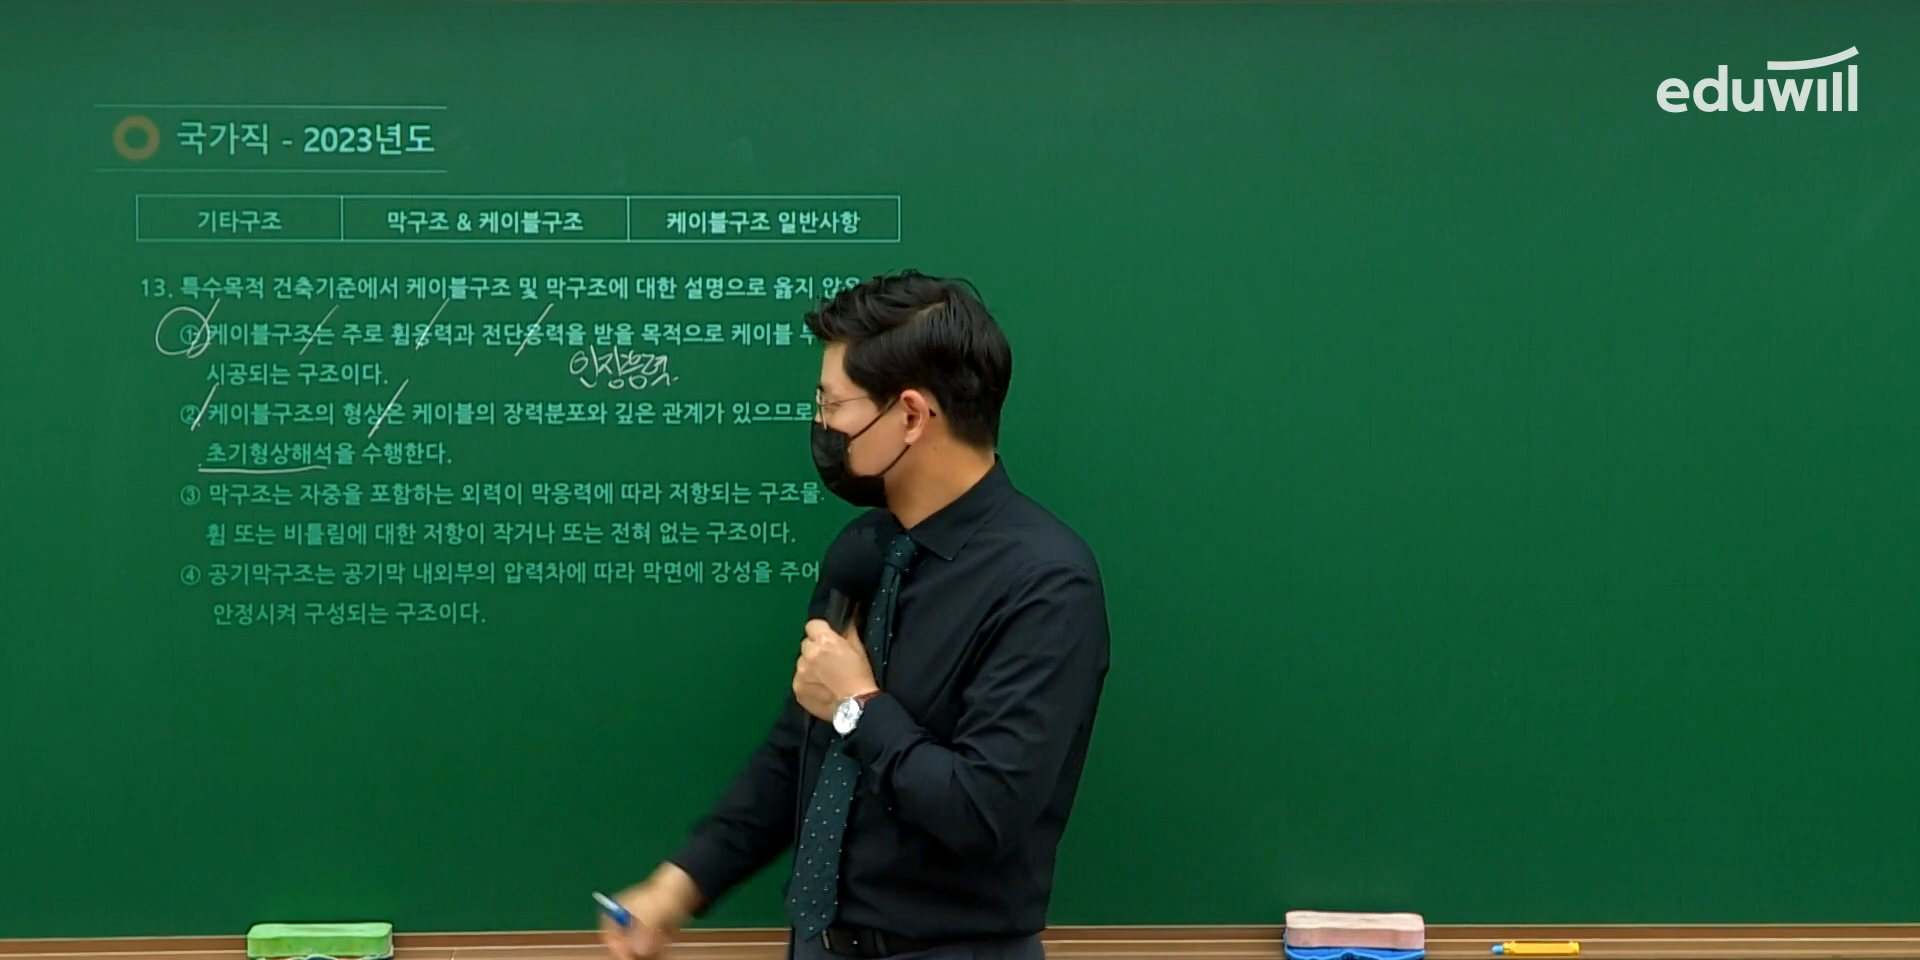 eduwill
국가직 - 2023년도
기타구조 막구조 & 케이블구조 케이블구조 일반사항
13. 특수목적 건축기준에서 케이블구조 및 막구조에 대한 설명으로 옳지
① 케이블구조는 주로 휨응력과 전단응력을 받을 목적으로 케이블
인장응력.
시공되는 구조이다.
② 케이블구조의 형상은 케이블의 장력분포와 깊은 관계가 있으므로
초기형상해석을 수행한다.
③ 막구조는 자중을 포함하는 외력이 막응력에 따라 저항되는 구조물
휨 또는 비틀림에 대한 저항이 작거나 또는 전혀 없는 구조이다.
④ 공기막구조는 공기막 내외부의 압력차에 따라 막면에 강성을 주어
안정시켜 구성되는 구조이다.